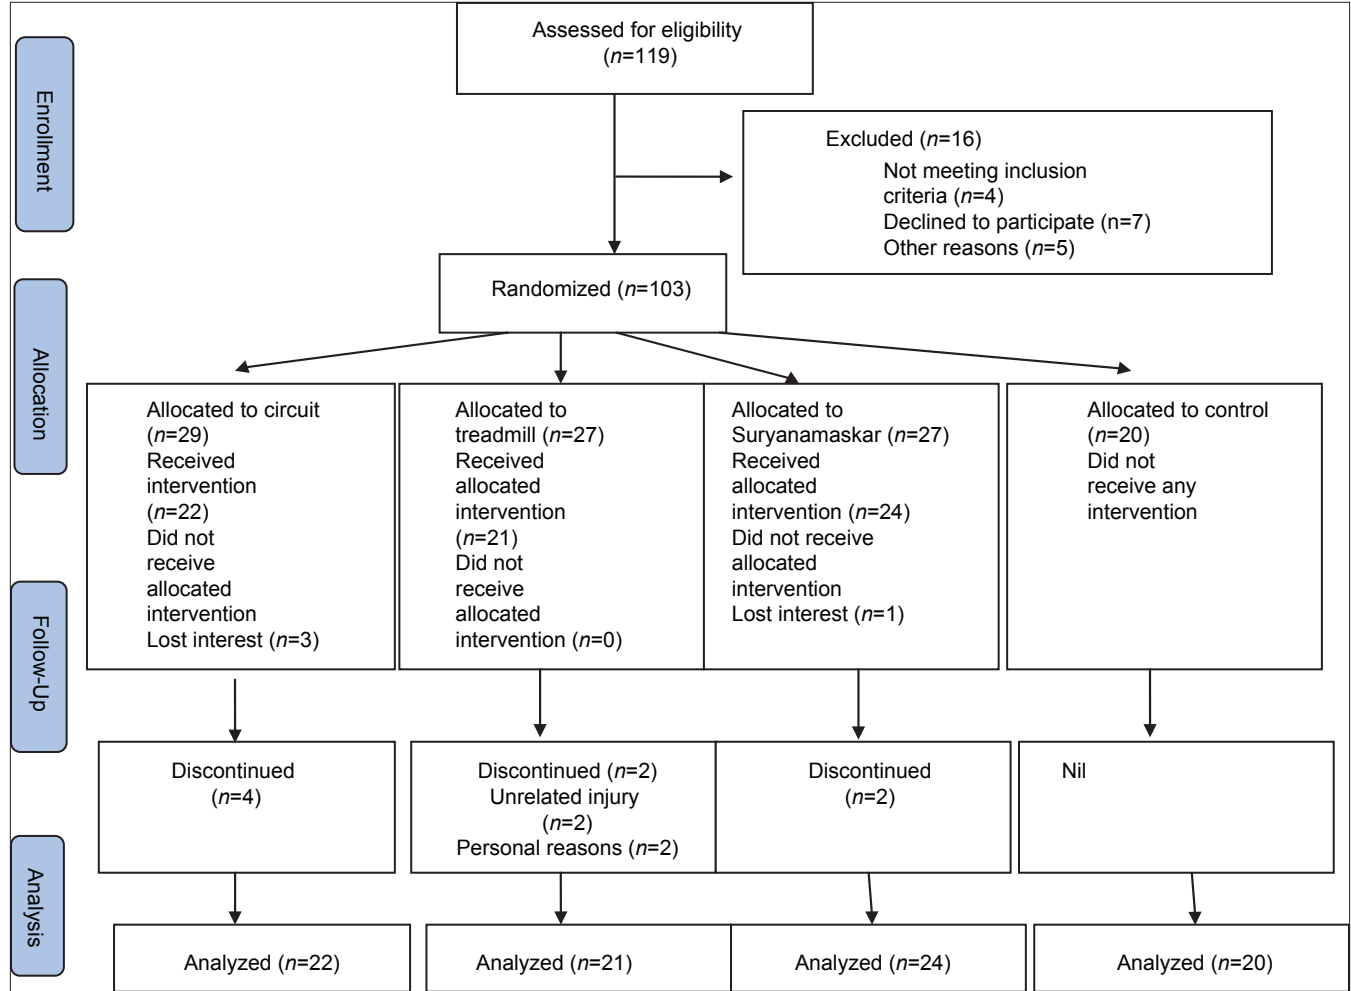 Enrollment
Assessed for eligibility
(n=119)
Excluded (n=16)
Not meeting inclusion
criteria (n=4)
Declined to participate (n=7)
Other reasons (n=5)
Randomized (n=103)
Allocation
Allocated to circuit
(n=29)
Received
intervention
(n=22)
Did not
receive
allocated
intervention
Lost interest (n=3)
Allocated to
treadmill (n=27)
Received
allocated
intervention
(n=21)
Did not
receive
allocated
intervention (n=0)
Allocated to
Suryanamaskar (n=27)
Received
allocated
intervention (n=24)
Did not receive
allocated
intervention
Lost interest (n=1)
Allocated to control
(n=20)
Did not
receive any
intervention
Follow-Up
Discontinued
(n=4)
Discontinued (n=2)
Unrelated injury
(n=2)
Personal reasons (n=2)
Discontinued
(n=2)
Nil
Analysis
Analyzed (n=22)
Analyzed (n=21)
Analyzed (n=24)
Analyzed (n=20)